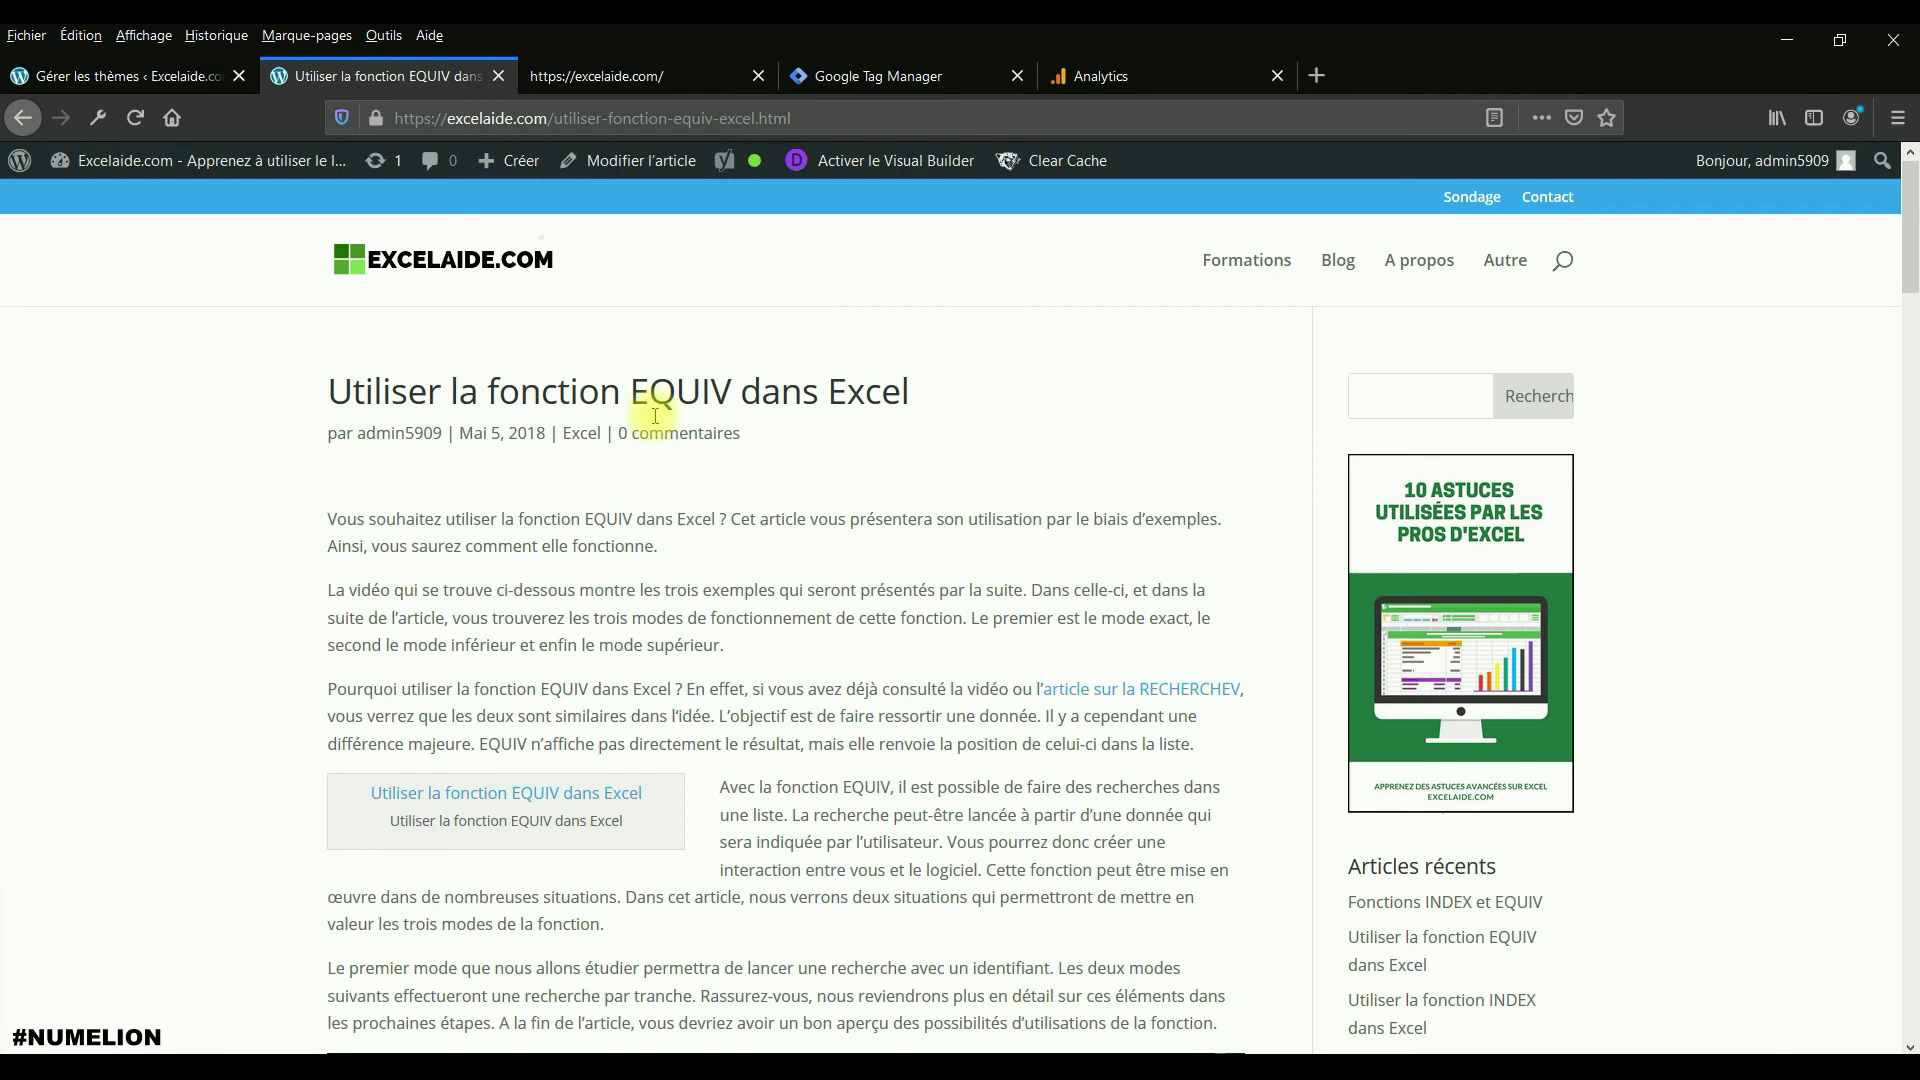 Fichier Édition Affichage Historique Marque-pages Outils Aide
Gérer les thèmes ‹ Excelaide.co
Utiliser la fonction EQUIV dans
https://excelaide.com/
Google Tag Manager
Analytics
https://excelaide.com/utiliser-fonction-equiv-excel.html
Excelaide.com - Apprenez à utiliser le l... 1 0 Créer Modifier l'article Activer le Visual Builder Clear Cache Bonjour, admin5909
Sondage Contact
EXCELAIDE.COM
Formations Blog A propos Autre
Utiliser la fonction EQUIV dans Excel
par admin5909 | Mai 5, 2018 | Excel | 0 commentaires
Vous souhaitez utiliser la fonction EQUIV dans Excel ? Cet article vous présentera son utilisation par le biais d'exemples.
Ainsi, vous saurez comment elle fonctionne.
La vidéo qui se trouve ci-dessous montre les trois exemples qui seront présentés par la suite. Dans celle-ci, et dans la
suite de l'article, vous trouverez les trois modes de fonctionnement de cette fonction. Le premier est le mode exact, le
second le mode inférieur et enfin le mode supérieur.
Pourquoi utiliser la fonction EQUIV dans Excel ? En effet, si vous avez déjà consulté la vidéo ou l'article sur la RECHERCHEV,
vous verrez que les deux sont similaires dans l'idée. L'objectif est de faire ressortir une donnée. Il y a cependant une
différence majeure. EQUIV n'affiche pas directement le résultat, mais elle renvoie la position de celui-ci dans la liste.
Utiliser la fonction EQUIV dans Excel
Utiliser la fonction EQUIV dans Excel
Avec la fonction EQUIV, il est possible de faire des recherches dans
une liste. La recherche peut-être lancée à partir d'une donnée qui
sera indiquée par l'utilisateur. Vous pourrez donc créer une
interaction entre vous et le logiciel. Cette fonction peut être mise en
œuvre dans de nombreuses situations. Dans cet article, nous verrons deux situations qui permettront de mettre en
valeur les trois modes de la fonction.
Le premier mode que nous allons étudier permettra de lancer une recherche avec un identifiant. Les deux modes
suivants effectueront une recherche par tranche. Rassurez-vous, nous reviendrons plus en détail sur ces éléments dans
les prochaines étapes. A la fin de l'article, vous devriez avoir un bon aperçu des possibilités d'utilisations de la fonction.
Recherch
10 ASTUCES
UTILISÉES PAR LES
PROS D'EXCEL
APPRENEZ DES ASTUCES AVANCÉES SUR EXCEL
EXCELAIDE.COM
Articles récents
Fonctions INDEX et EQUIV
Utiliser la fonction EQUIV
dans Excel
Utiliser la fonction INDEX
dans Excel
#NUMELION